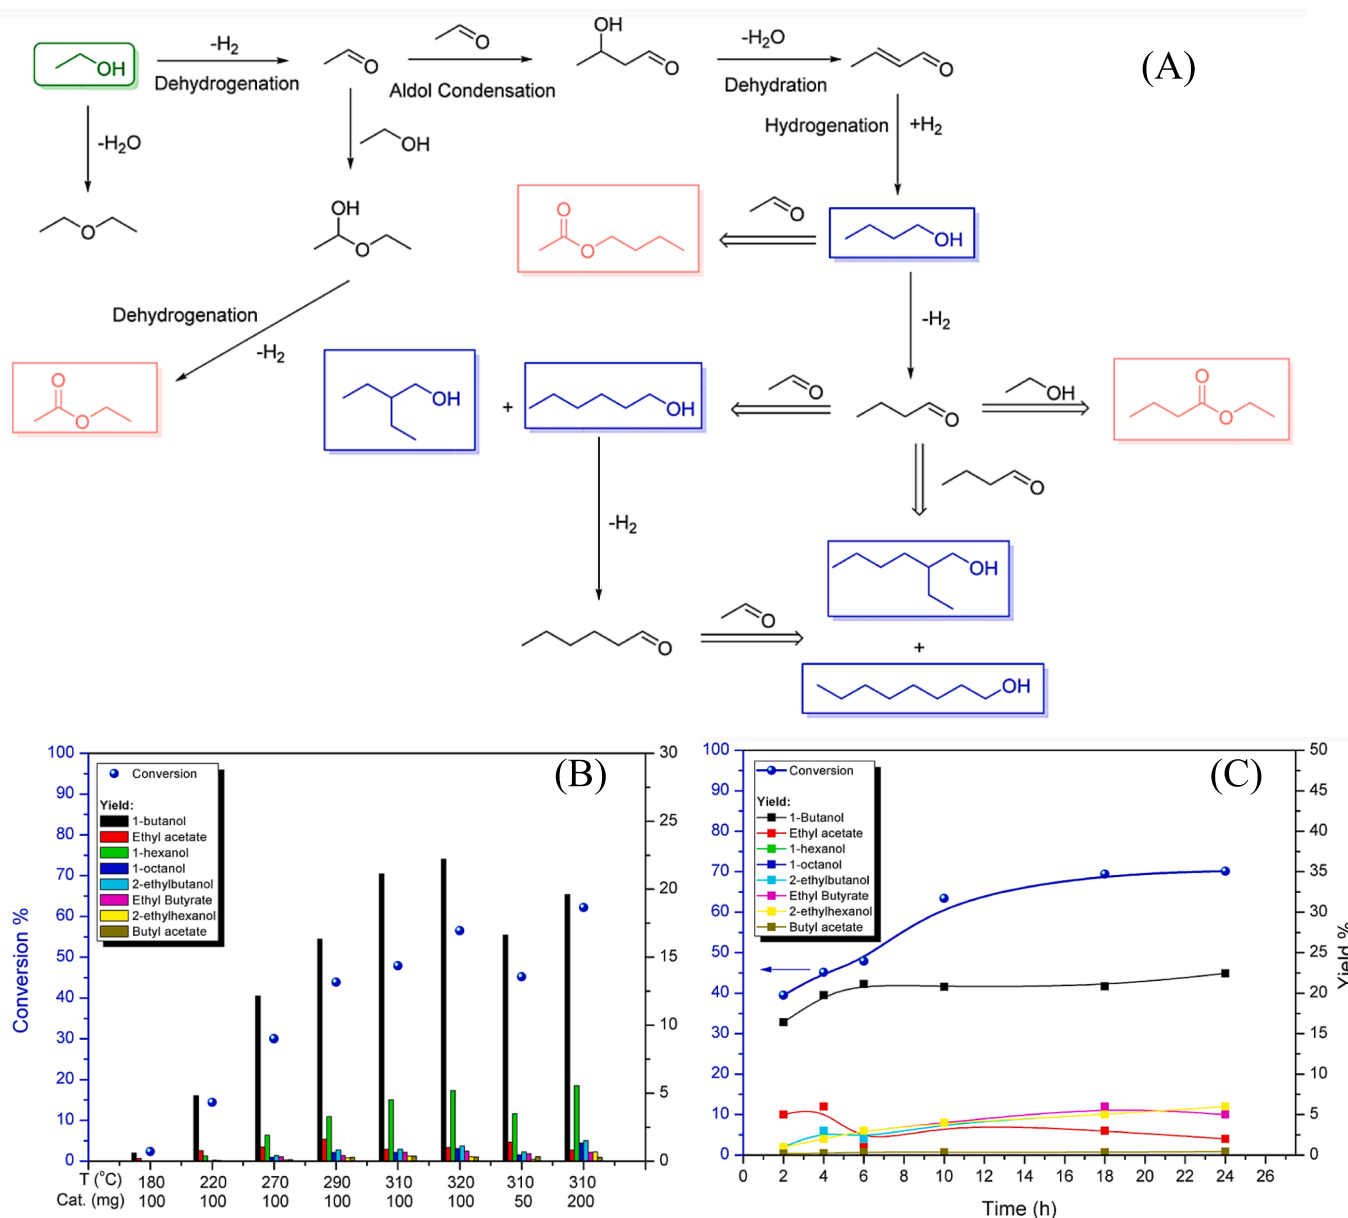 OH
-H2
Dehydrogenation
O
O
Aldol Condensation
OH
O
-H2O
Dehydration
O
(A)
-H2O
OH
Hydrogenation
+H2
O
OH
O
O
O
O
OH
Dehydrogenation
-H2
-H2
O
O
OH
+
OH
O
O
OH
O
O
-H2
O
OH
O
O
+
OH
(B)
100
90
80
70
60
50
40
30
20
10
0
Conversion %
30
25
20
15
10
5
0
Conversion
Yield:
1-butanol
Ethyl acetate
1-hexanol
1-octanol
2-ethylbutanol
Ethyl Butyrate
2-ethylhexanol
Butyl acetate
T (°C) 180 220 270 290 310 320 310 310
Cat. (mg) 100 100 100 100 100 100 50 200
(C)
100
90
80
70
60
50
40
30
20
10
0
50
45
40
35
30
25
20
15
10
5
0
Yield %
Conversion
Yield:
1-Butanol
Ethyl acetate
1-hexanol
1-octanol
2-ethylbutanol
Ethyl Butyrate
2-ethylhexanol
Butyl acetate
0 2 4 6 8 10 12 14 16 18 20 22 24 26
Time (h)